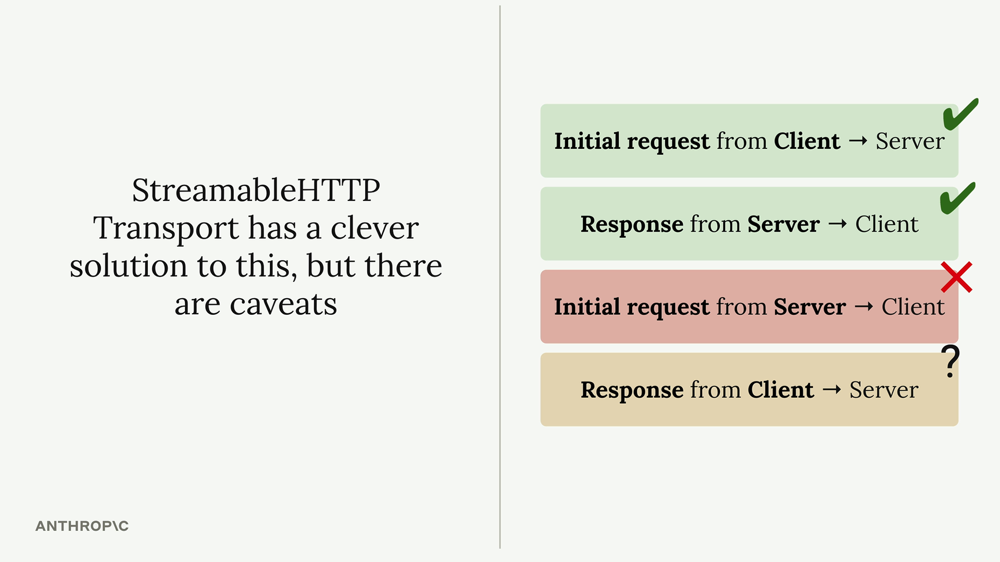 StreamableHTTP
Transport has a clever
solution to this, but there
are caveats
Initial request from Client → Server
Response from Server → Client
Initial request from Server → Client
?
Response from Client → Server
ANTHROP\C